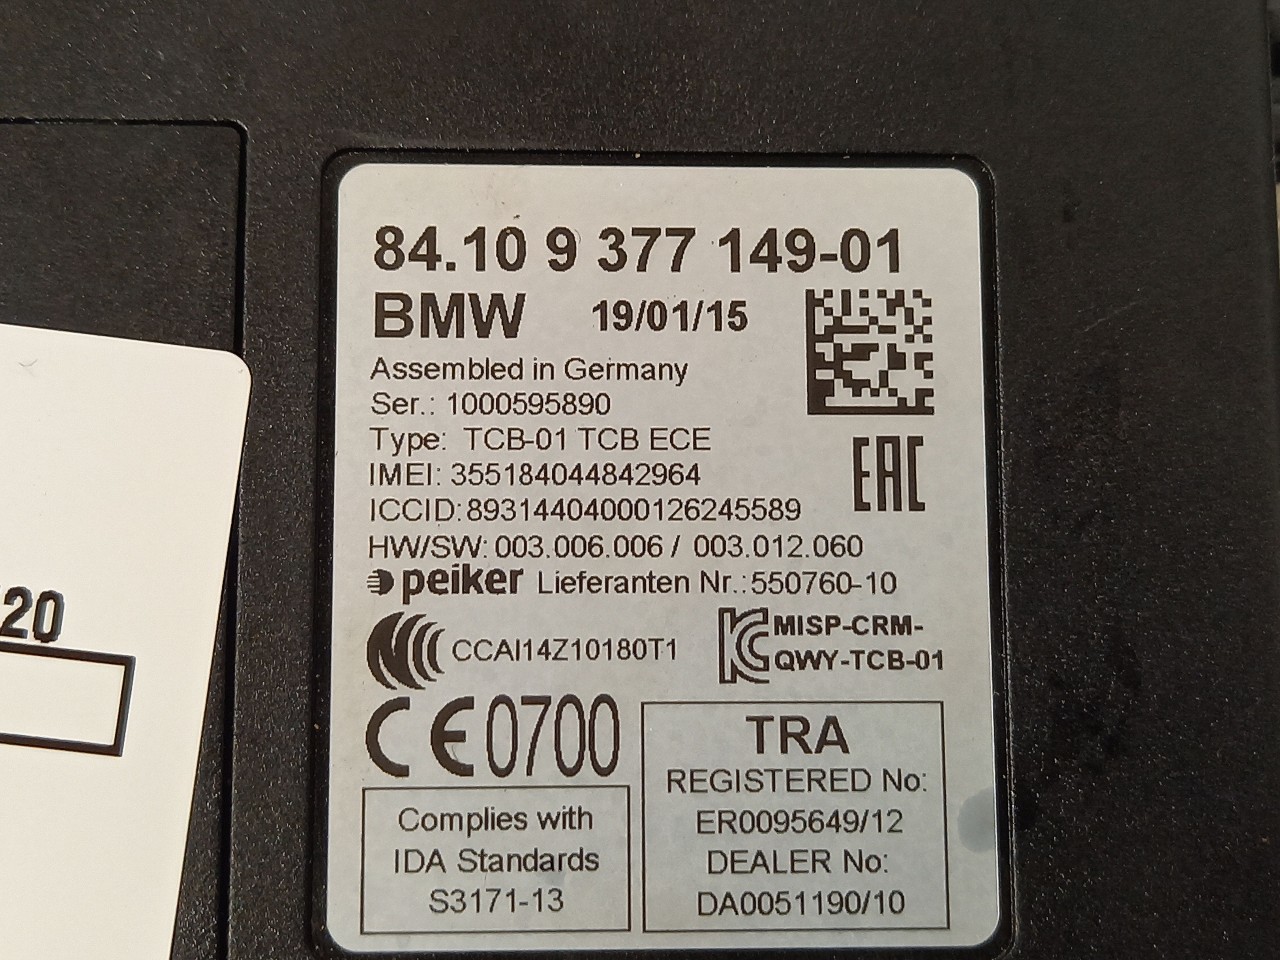 84.10 9 377 149-01
BMW 19/01/15
Assembled in Germany
Ser.: 1000595890
Type: TCB-01 TCB ECE
IMEI: 355184044842964
ICCID: 89314404000126245589
HW/SW: 003.006.006 / 003.012.060
peiker Lieferanten Nr.: 550760-10
CCAI14Z10180T1
MISP-CRM-
QWY-TCB-01
EAC
CE0700
TRA
REGISTERED No:
ER0095649/12
DEALER No:
DA0051190/10
Complies with
IDA Standards
S3171-13
20